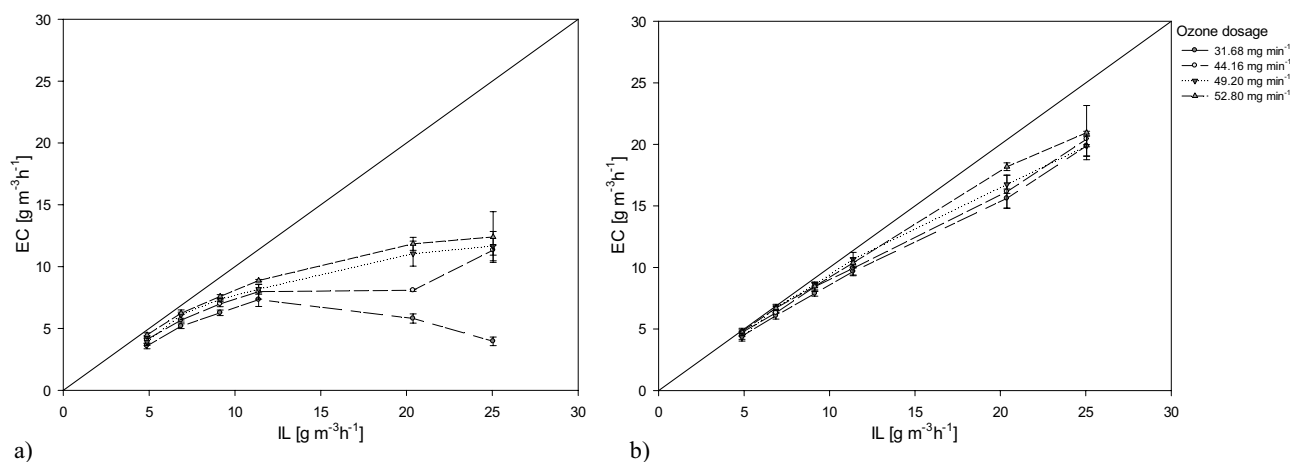 30
25
20
15
10
5
0
EC [g m⁻³h⁻¹]
0 5 10 15 20 25 30
IL [g m⁻³h⁻¹]
a)
30
25
20
15
10
5
0
EC [g m⁻³h⁻¹]
0 5 10 15 20 25 30
IL [g m⁻³h⁻¹]
b)
Ozone dosage
31.68 mg min⁻¹
44.16 mg min⁻¹
49.20 mg min⁻¹
52.80 mg min⁻¹